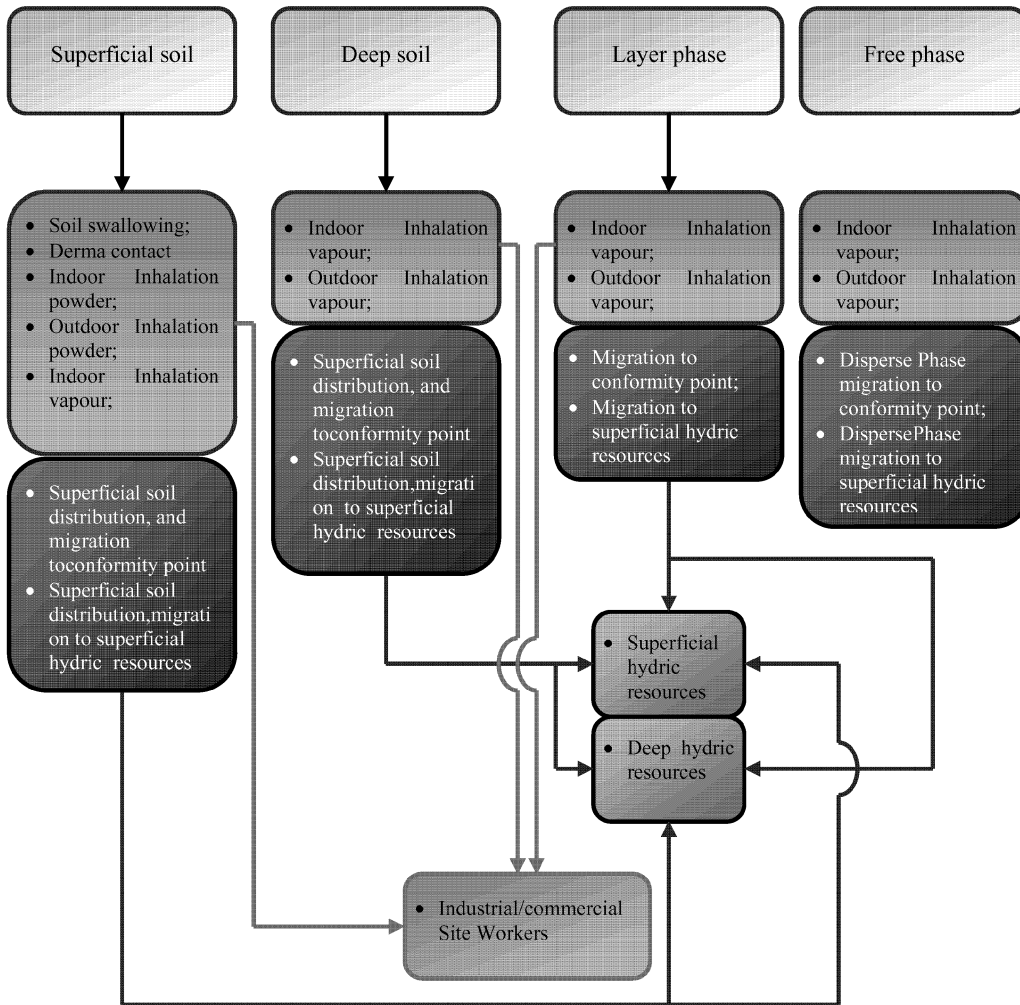 Superficial soil
Deep soil
Layer phase
Free phase
• Soil swallowing;
• Derma contact
• Indoor Inhalation
powder;
• Outdoor Inhalation
powder;
• Indoor Inhalation
vapour;
• Superficial soil
distribution, and
migration
toconformity point
• Superficial soil
distribution,migrati
on to superficial
hydric resources
• Indoor Inhalation
vapour;
• Outdoor Inhalation
vapour;
• Superficial soil
distribution, and
migration
toconformity point
• Superficial soil
distribution,migrati
on to superficial
hydric resources
• Indoor Inhalation
vapour;
• Outdoor Inhalation
vapour;
• Migration to
conformity point;
• Migration to
superficial hydric
resources
• Indoor Inhalation
vapour;
• Outdoor Inhalation
vapour;
• Disperse Phase
migration to
conformity point;
• DispersePhase
migration to
superficial hydric
resources
• Superficial
hydric
resources
• Deep hydric
resources
• Industrial/commercial
Site Workers